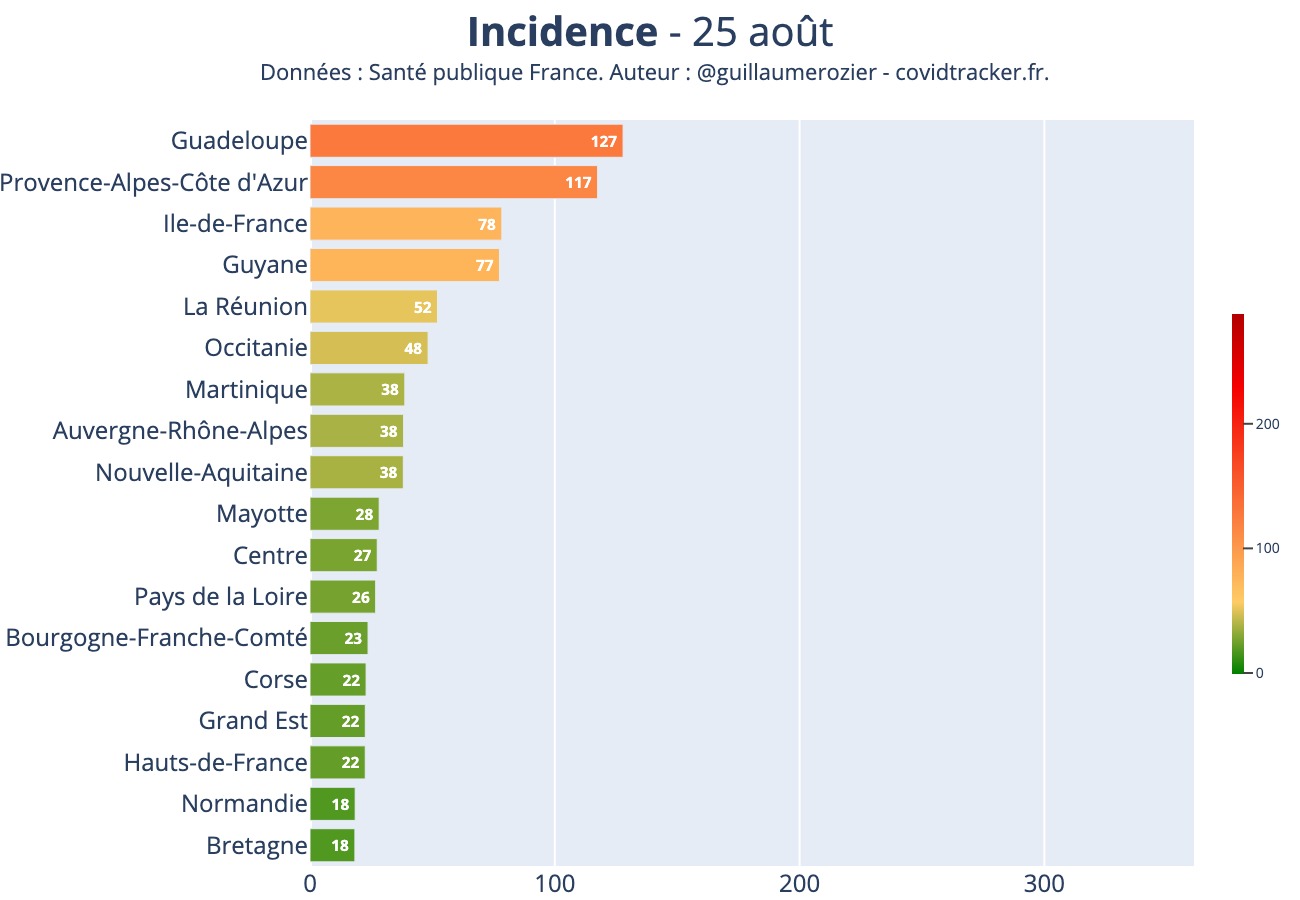 Incidence - 25 août
Données : Santé publique France. Auteur : @guillaumerozier - covidtracker.fr.
Guadeloupe 127
Provence-Alpes-Côte d'Azur 117
Ile-de-France 78
Guyane 77
La Réunion 52
Occitanie 48
Martinique 38
Auvergne-Rhône-Alpes 38
Nouvelle-Aquitaine 38
Mayotte 28
Centre 27
Pays de la Loire 26
Bourgogne-Franche-Comté 23
Corse 22
Grand Est 22
Hauts-de-France 22
Normandie 18
Bretagne 18
0 100 200 300
200
100
0